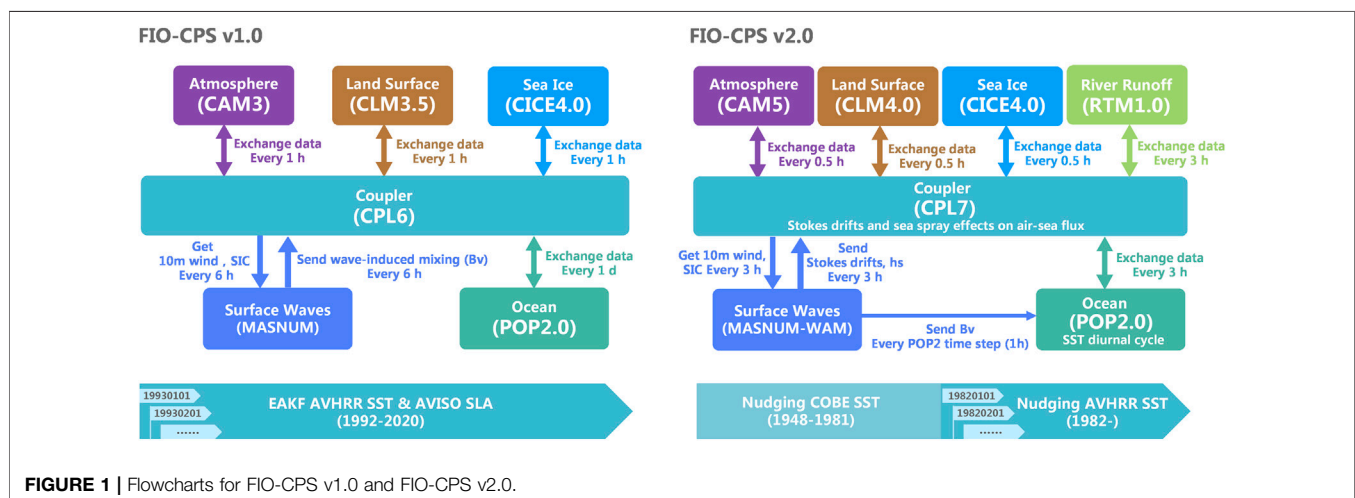 FIO-CPS v1.0
Atmosphere
(CAM3)
Land Surface
(CLM3.5)
Sea Ice
(CICE4.0)
Exchange data
Every 1 h
Exchange data
Every 1 h
Exchange data
Every 1 h
Coupler
(CPL6)
Get
10m wind , SIC
Every 6 h
Send wave-induced mixing (Bv)
Every 6 h
Exchange data
Every 1 d
Surface Waves
(MASNUM)
Ocean
(POP2.0)
19930101
19930201
......
EAKF AVHRR SST & AVISO SLA
(1992-2020)
FIO-CPS v2.0
Atmosphere
(CAM5)
Land Surface
(CLM4.0)
Sea Ice
(CICE4.0)
River Runoff
(RTM1.0)
Exchange data
Every 0.5 h
Exchange data
Every 0.5 h
Exchange data
Every 0.5 h
Exchange data
Every 3 h
Coupler
(CPL7)
Stokes drifts and sea spray effects on air-sea flux
Get 10m wind,
SIC Every 3 h
Send
Stokes drifts, hs
Every 3 h
Exchange data
Every 3 h
Surface Waves
(MASNUM-WAM)
Send Bv
Every POP2 time step (1h)
Ocean
(POP2.0)
SST diurnal cycle
Nudging COBE SST
(1948-1981)
19820101
19820201
......
Nudging AVHRR SST
(1982-)
FIGURE 1 | Flowcharts for FIO-CPS v1.0 and FIO-CPS v2.0.